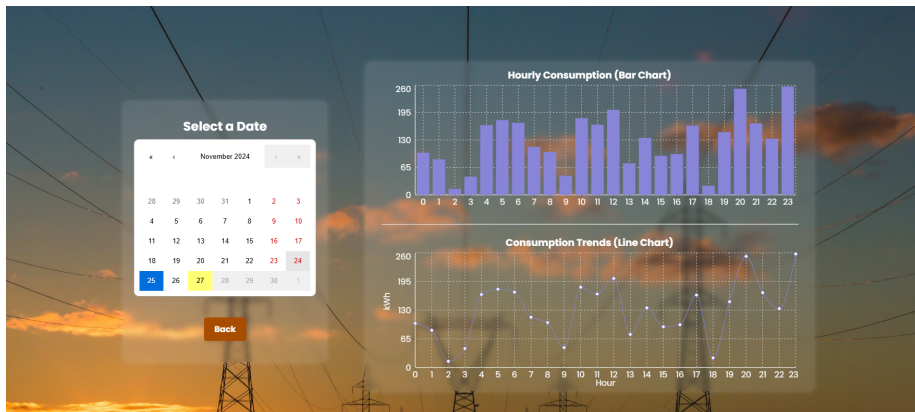 Select a Date
« ‹ November 2024 › »
28 29 30 31 1 2 3
4 5 6 7 8 9 10
11 12 13 14 15 16 17
18 19 20 21 22 23 24
25 26 27 28 29 30 1
Back
Hourly Consumption (Bar Chart)
260
195
130
65
0
0 1 2 3 4 5 6 7 8 9 10 11 12 13 14 15 16 17 18 19 20 21 22 23
Consumption Trends (Line Chart)
260
195
130
65
0
kWh
0 1 2 3 4 5 6 7 8 9 10 11 12 13 14 15 16 17 18 19 20 21 22 23
Hour